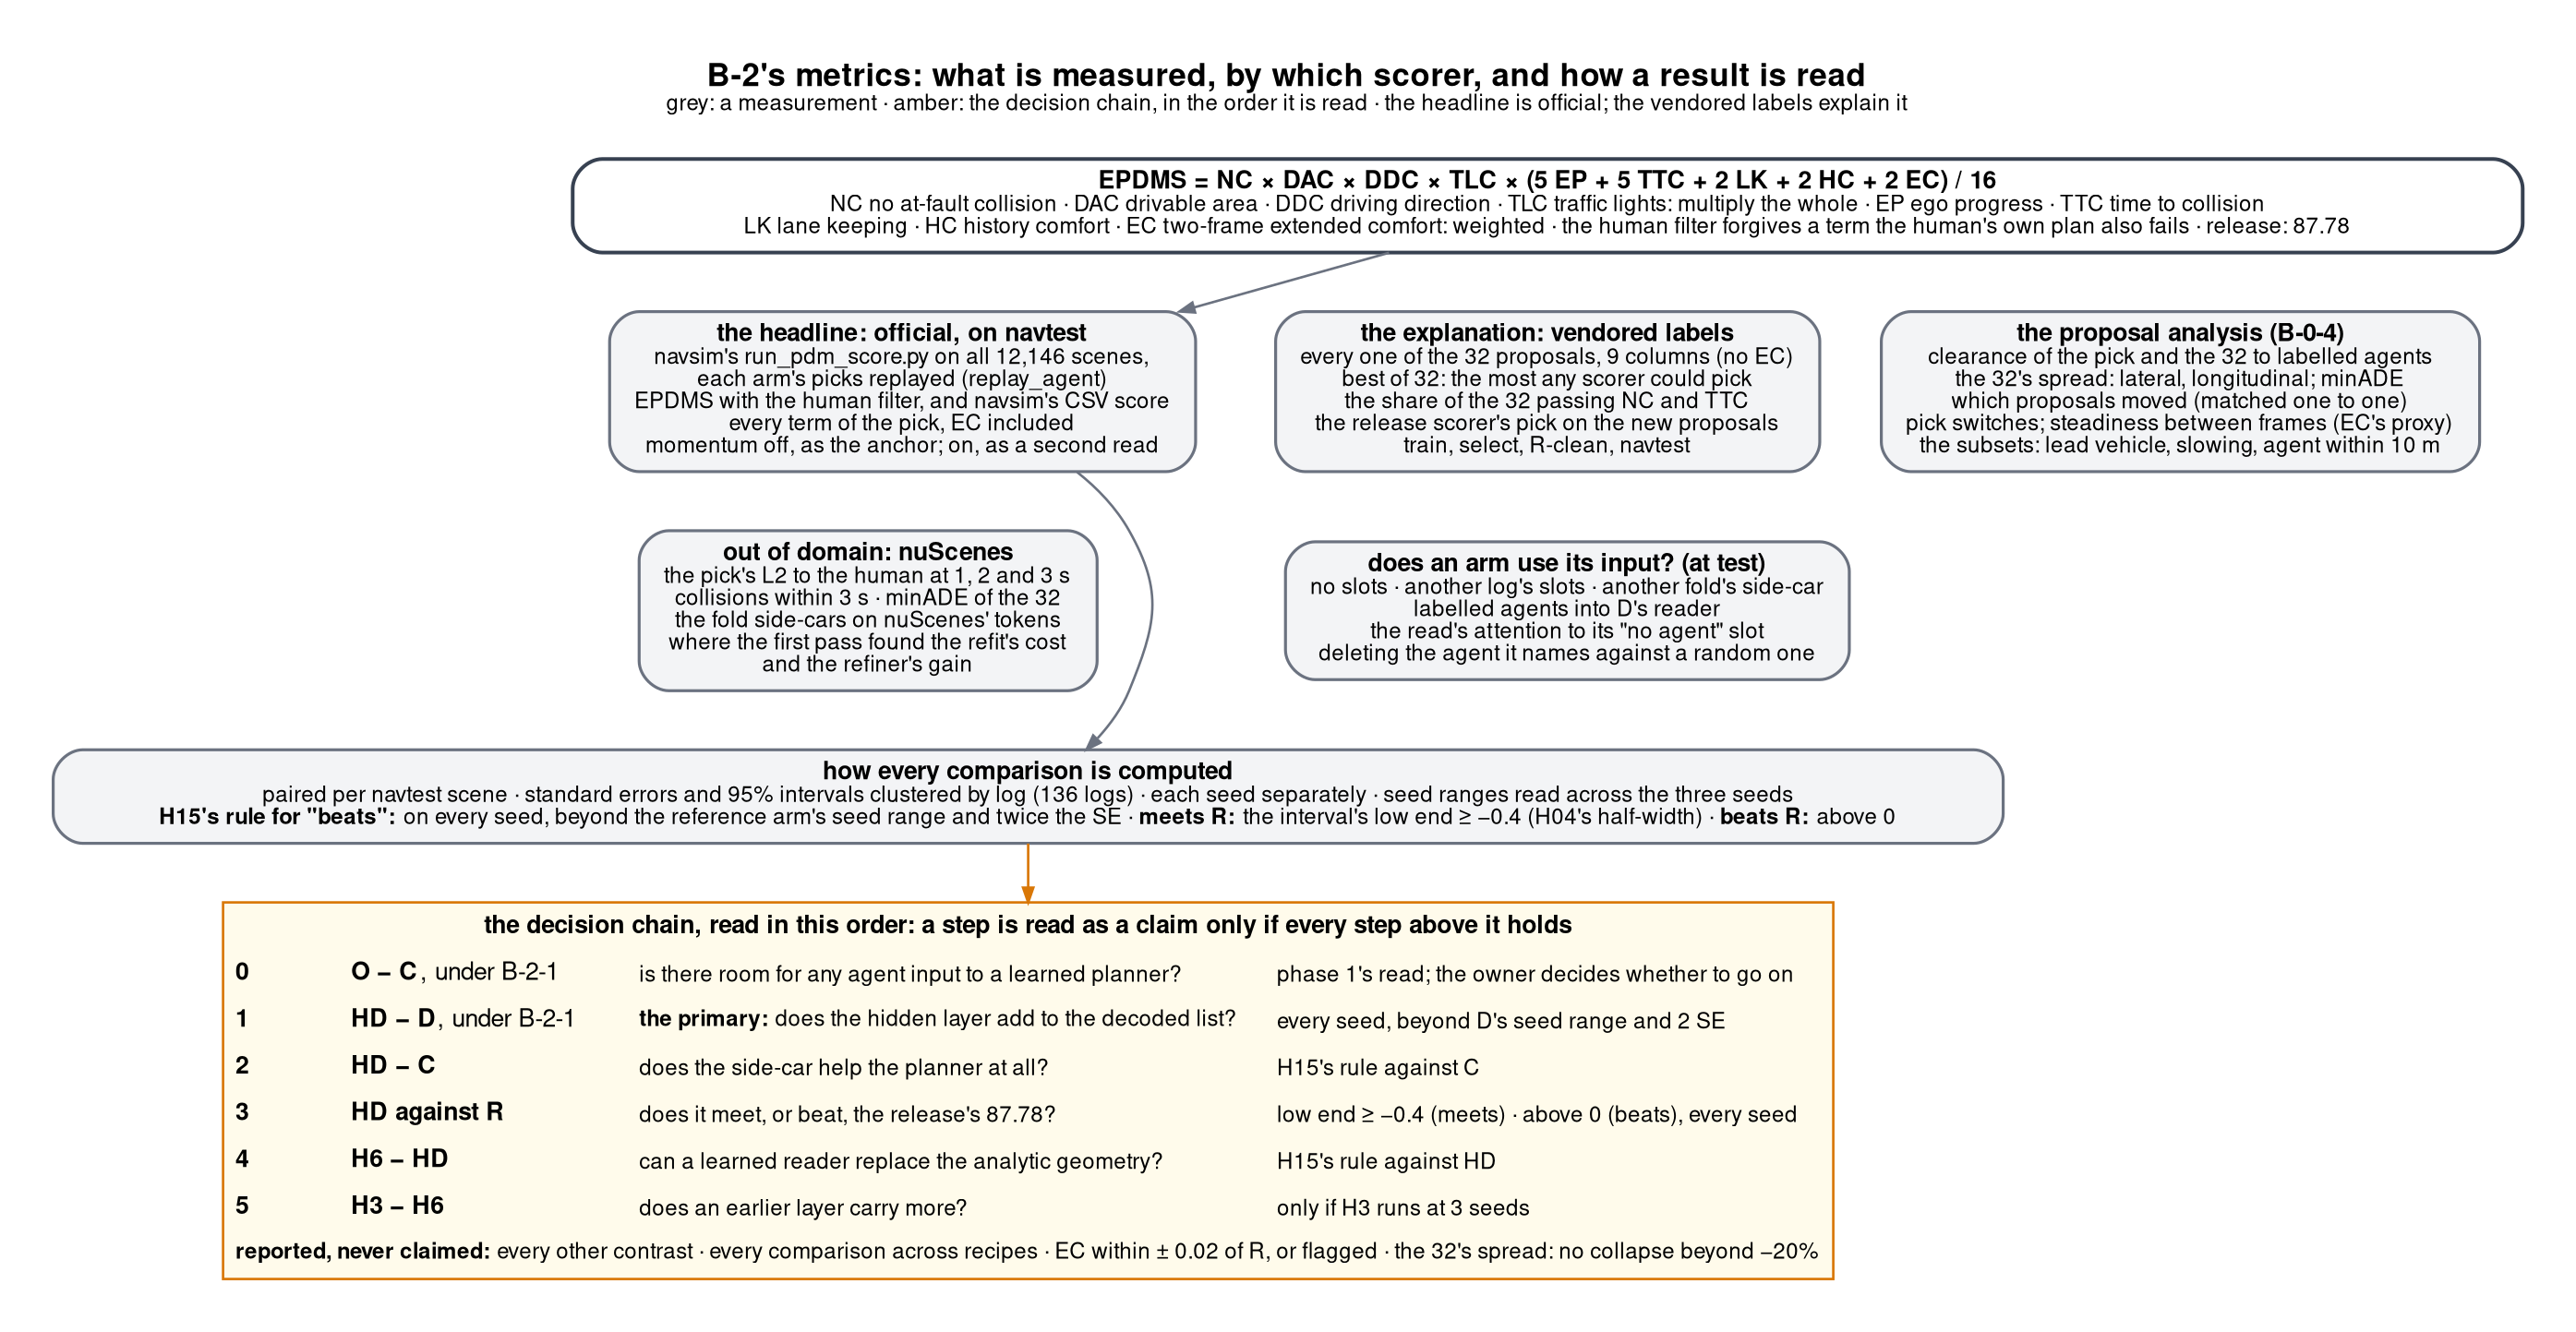 B-2's metrics: what is measured, by which scorer, and how a result is read
grey: a measurement · amber: the decision chain, in the order it is read · the headline is official; the vendored labels explain it
EPDMS = NC × DAC × DDC × TLC × (5 EP + 5 TTC + 2 LK + 2 HC + 2 EC) / 16
NC no at-fault collision · DAC drivable area · DDC driving direction · TLC traffic lights: multiply the whole · EP ego progress · TTC time to collision
LK lane keeping · HC history comfort · EC two-frame extended comfort: weighted · the human filter forgives a term the human's own plan also fails · release: 87.78
the headline: official, on navtest
navsim's run_pdm_score.py on all 12,146 scenes,
each arm's picks replayed (replay_agent)
EPDMS with the human filter, and navsim's CSV score
every term of the pick, EC included
momentum off, as the anchor; on, as a second read
the explanation: vendored labels
every one of the 32 proposals, 9 columns (no EC)
best of 32: the most any scorer could pick
the share of the 32 passing NC and TTC
the release scorer's pick on the new proposals
train, select, R-clean, navtest
the proposal analysis (B-0-4)
clearance of the pick and the 32 to labelled agents
the 32's spread: lateral, longitudinal; minADE
which proposals moved (matched one to one)
pick switches; steadiness between frames (EC's proxy)
the subsets: lead vehicle, slowing, agent within 10 m
out of domain: nuScenes
the pick's L2 to the human at 1, 2 and 3 s
collisions within 3 s · minADE of the 32
the fold side-cars on nuScenes' tokens
where the first pass found the refit's cost
and the refiner's gain
does an arm use its input? (at test)
no slots · another log's slots · another fold's side-car
labelled agents into D's reader
the read's attention to its "no agent" slot
deleting the agent it names against a random one
how every comparison is computed
paired per navtest scene · standard errors and 95% intervals clustered by log (136 logs) · each seed separately · seed ranges read across the three seeds
H15's rule for "beats": on every seed, beyond the reference arm's seed range and twice the SE · meets R: the interval's low end ≥ −0.4 (H04's half-width) · beats R: above 0
the decision chain, read in this order: a step is read as a claim only if every step above it holds
0 O − C, under B-2-1 is there room for any agent input to a learned planner? phase 1's read; the owner decides whether to go on
1 HD − D, under B-2-1 the primary: does the hidden layer add to the decoded list? every seed, beyond D's seed range and 2 SE
2 HD − C does the side-car help the planner at all? H15's rule against C
3 HD against R does it meet, or beat, the release's 87.78? low end ≥ −0.4 (meets) · above 0 (beats), every seed
4 H6 − HD can a learned reader replace the analytic geometry? H15's rule against HD
5 H3 − H6 does an earlier layer carry more? only if H3 runs at 3 seeds
reported, never claimed: every other contrast · every comparison across recipes · EC within ± 0.02 of R, or flagged · the 32's spread: no collapse beyond −20%